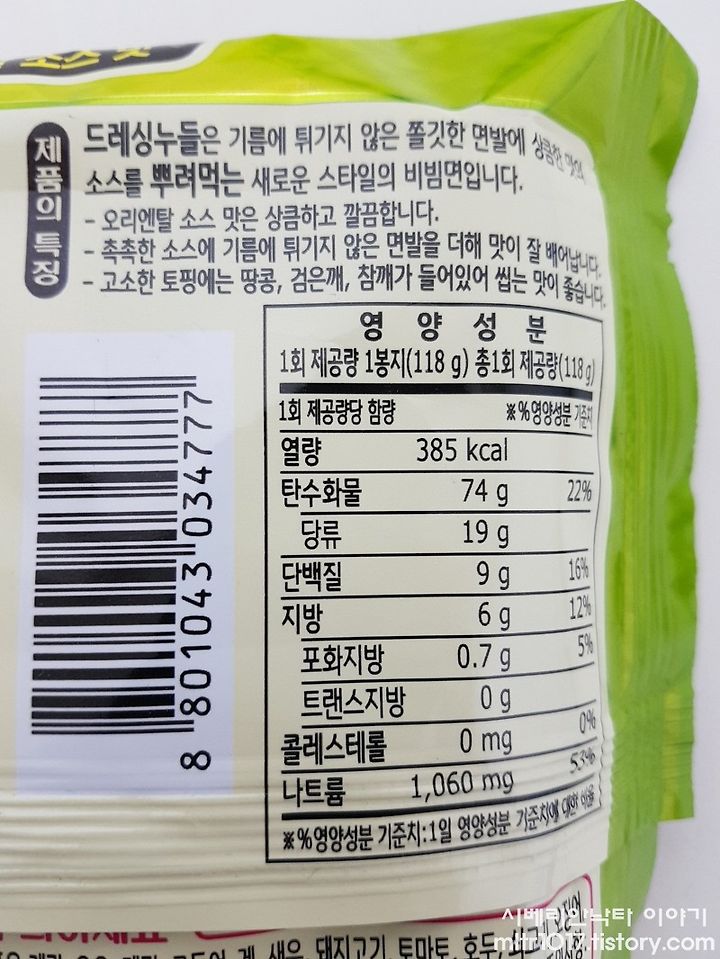 소스 맛
제품의 특징
드레싱누들은 기름에 튀기지 않은 쫄깃한 면발에 상큼한 맛의
소스를 뿌려먹는 새로운 스타일의 비빔면입니다.
- 오리엔탈 소스 맛은 상큼하고 깔끔합니다.
- 촉촉한 소스에 기름에 튀기지 않은 면발을 더해 맛이 잘 배어납니다.
- 고소한 토핑에는 땅콩, 검은깨, 참깨가 들어있어 씹는 맛이 좋습니다.
영 양 성 분
1회 제공량 1봉지(118 g) 총1회 제공량(118 g)
1회 제공량당 함량 ※%영양성분 기준치
열량 385 kcal
탄수화물 74 g 22%
당류 19 g
단백질 9 g 16%
지방 6 g 12%
포화지방 0.7 g 5%
트랜스지방 0 g
콜레스테롤 0 mg 0%
나트륨 1,060 mg 53%
※%영양성분 기준치:1일 영양성분 기준치에 대한 비율
8 801043 034777
새우, 돼지고기, 토마토, 호두,
시베리안낙타 이야기
mltr1017.tistory.com